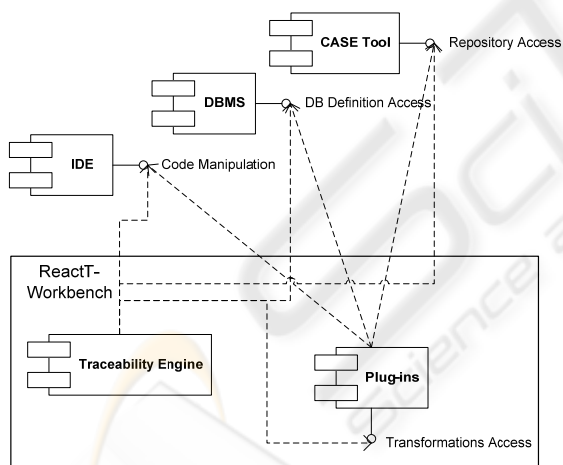 CASE Tool
Repository Access
DBMS
DB Definition Access
IDE
Code Manipulation
ReactT-
Workbench
Traceability Engine
Plug-ins
Transformations Access